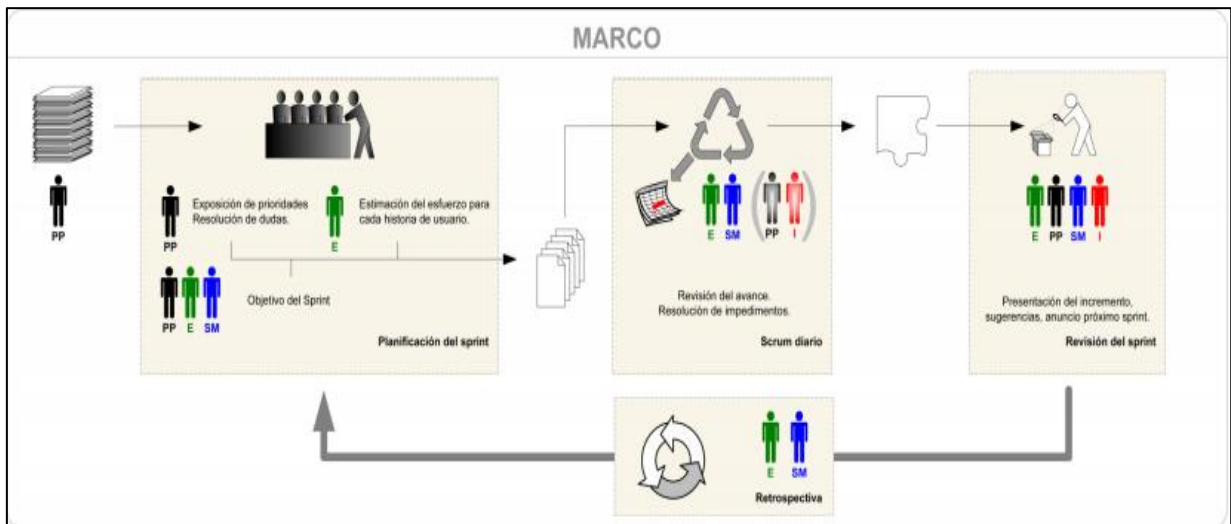 MARCO
PP
PP
Exposición de prioridades
Resolución de dudas.
E
Estimación del esfuerzo para
cada historia de usuario.
PP
E
SM
Objetivo del Sprint
Planificación del sprint
E
SM
PP
I
Revisión del avance.
Resolución de impedimentos.
Scrum diario
E
PP
SM
I
Presentación del incremento,
sugerencias, anuncio próximo sprint.
Revisión del sprint
E
SM
Retrospectiva